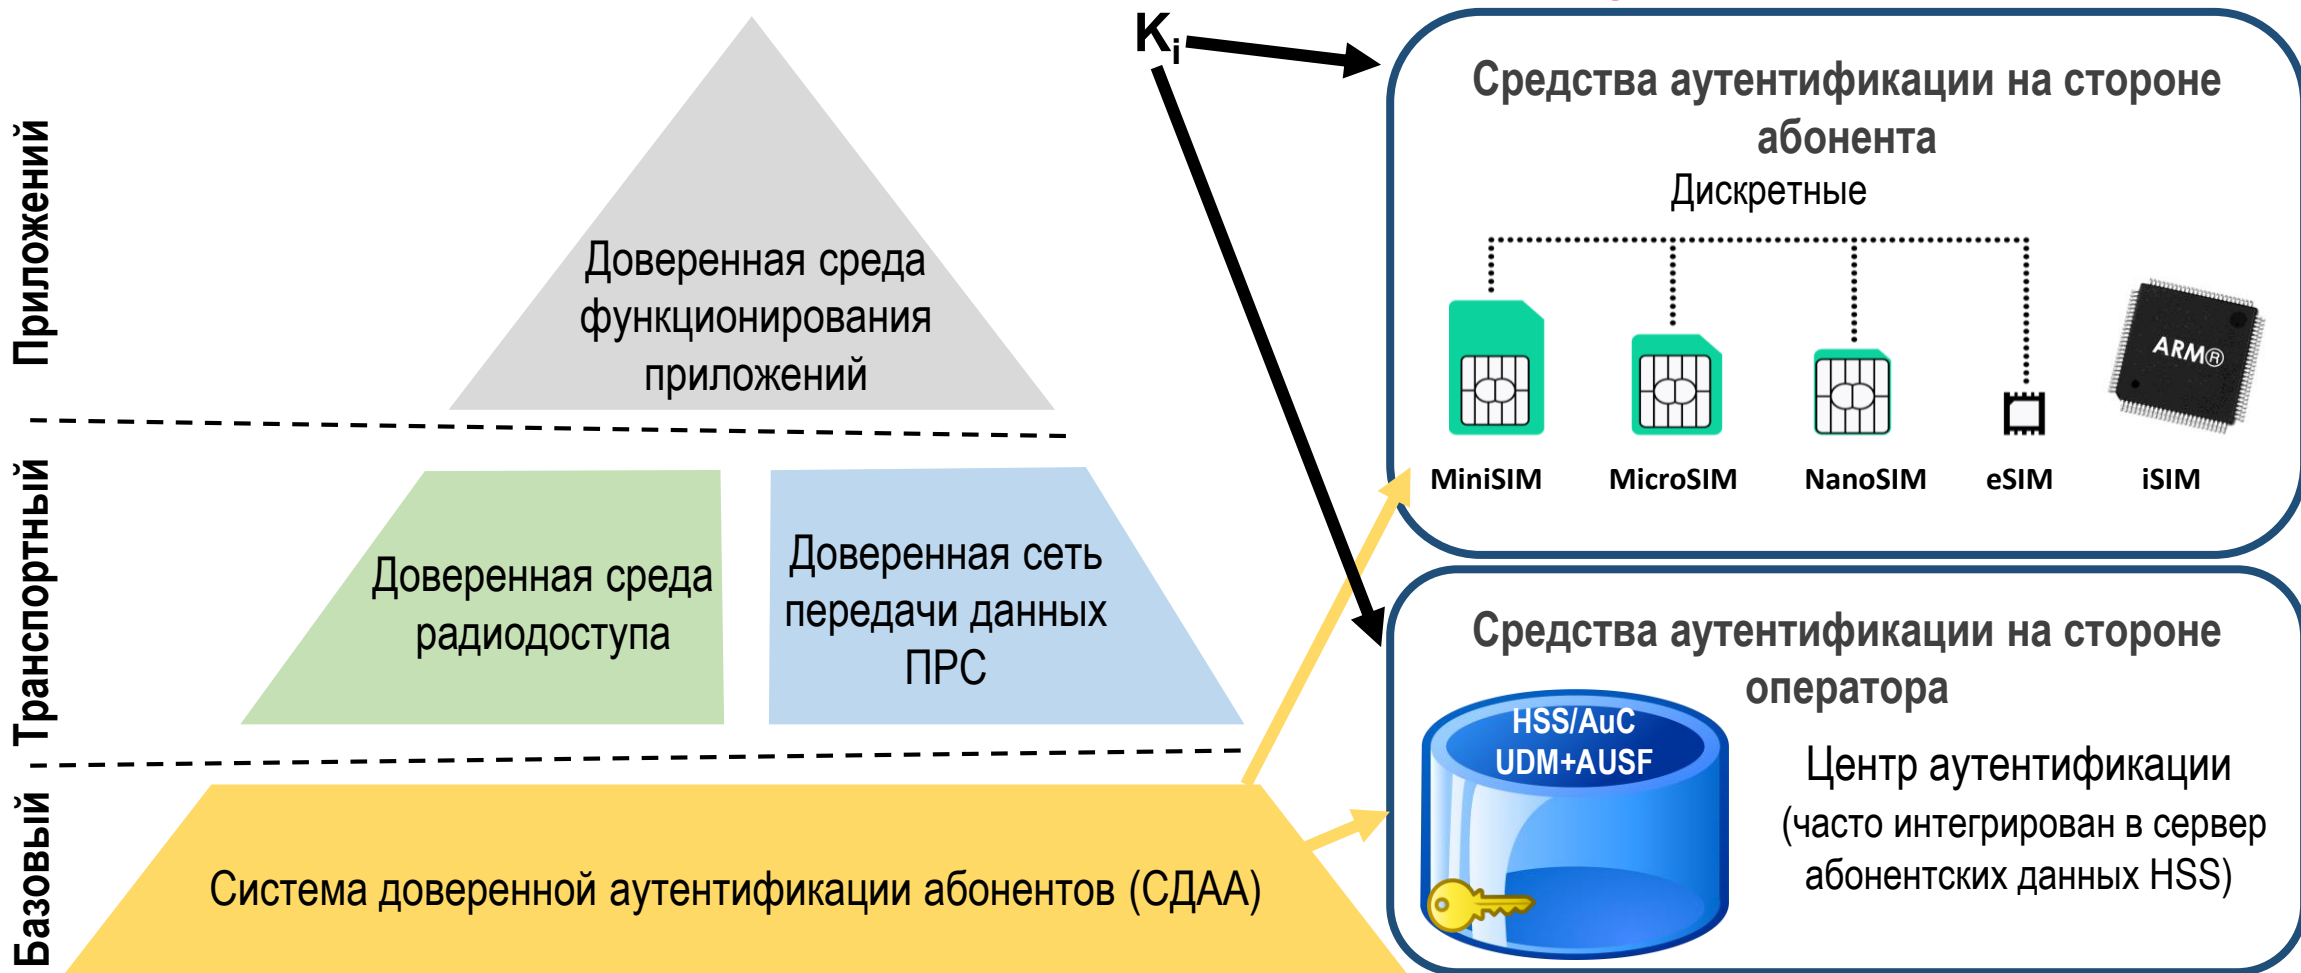 Приложений
Доверенная среда
функционирования
приложений
Транспортный
Доверенная среда
радиодоступа
Доверенная сеть
передачи данных
ПРС
Базовый
Система доверенной аутентификации абонентов (СДАА)
Ki
Средства аутентификации на стороне
абонента
Дискретные
ARM®
MiniSIM MicroSIM NanoSIM eSIM iSIM
Средства аутентификации на стороне
оператора
HSS/AuC
UDM+AUSF
Центр аутентификации
(часто интегрирован в сервер
абонентских данных HSS)